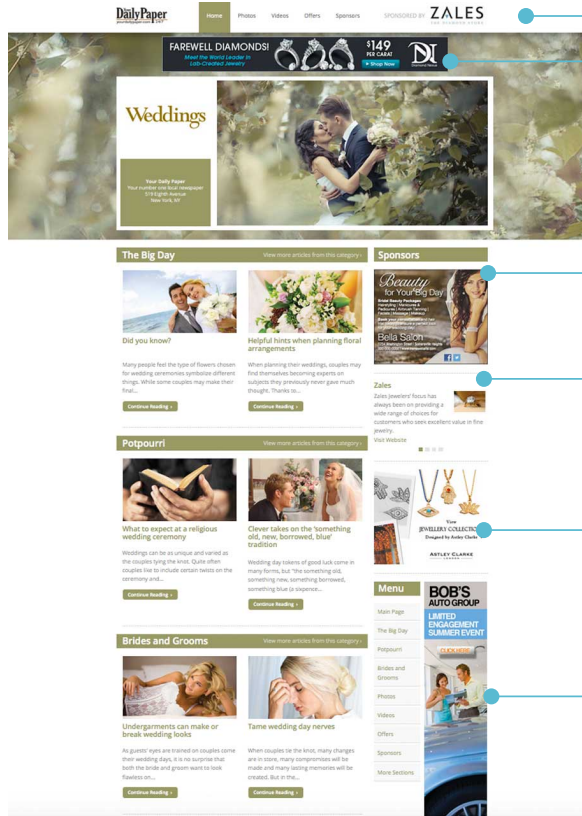 DailyPaper
Home
Photos
Videos
Offers
Sponsors
SPONSORED BY
ZALES
THE DIAMOND STORE
FAREWELL DIAMONDS!
Meet the World Leader in
Lab-Created Jewelry
$149
PER CARAT
Shop Now
Diamond Nexus
Weddings
Your Daily Paper
Your number one local newspaper
519 Eighth Avenue
New York, NY
The Big Day
View more articles from this category ›
Did you know?
Many people feel the type of flowers chosen
for wedding ceremonies symbolize different
things. While some couples may make their
final...
Continue Reading ›
Helpful hints when planning floral
arrangements
When planning their weddings, couples may
find themselves becoming experts on
subjects they previously never gave much
thought. Thanks to...
Continue Reading ›
Potpourri
View more articles from this category ›
What to expect at a religious
wedding ceremony
Weddings can be as unique and varied as
the couples tying the knot. Quite often
couples like to include certain twists on the
ceremony and...
Continue Reading ›
Clever takes on the 'something
old, new, borrowed, blue'
tradition
Wedding day tokens of good luck come in
many forms, but "the something old,
something new, something borrowed,
something blue (a sixpence...
Continue Reading ›
Brides and Grooms
View more articles from this category ›
Undergarments can make or
break wedding looks
As guests' eyes are trained on couples come
their wedding days, it is no surprise that
both the bride and groom want to look
flawless on...
Continue Reading ›
Tame wedding day nerves
When couples tie the knot, many changes
are in store, many compromises will be
made and many lasting memories will be
created. But in the...
Continue Reading ›
Sponsors
Beauty
for Your Big Day
Bridal Beauty Packages
Bella Salon
Zales
Zales Jewelers' focus has
always been on providing a
wide range of choices for
customers who seek excellent value in fine
jewelry.
Visit Website
View
JEWELLERY COLLECTION
Designed by Astley Clarke
ASTLEY CLARKE
LONDON
Menu
Main Page
The Big Day
Potpourri
Brides and
Grooms
Photos
Videos
Offers
Sponsors
More Sections
BOB'S
AUTO GROUP
LIMITED
ENGAGEMENT
SUMMER EVENT
CLICK HERE